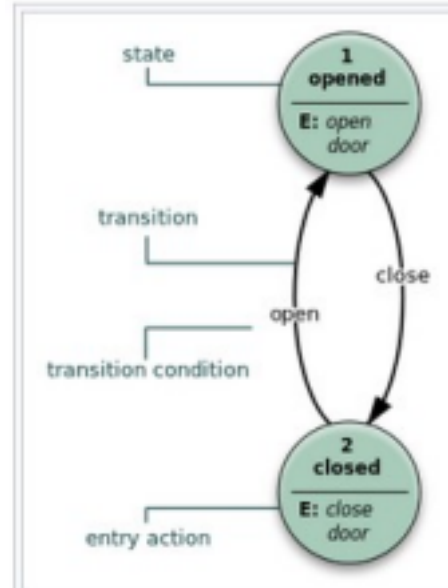 state
1
opened
E: open
door
transition
close
open
transition condition
2
closed
E: close
door
entry action